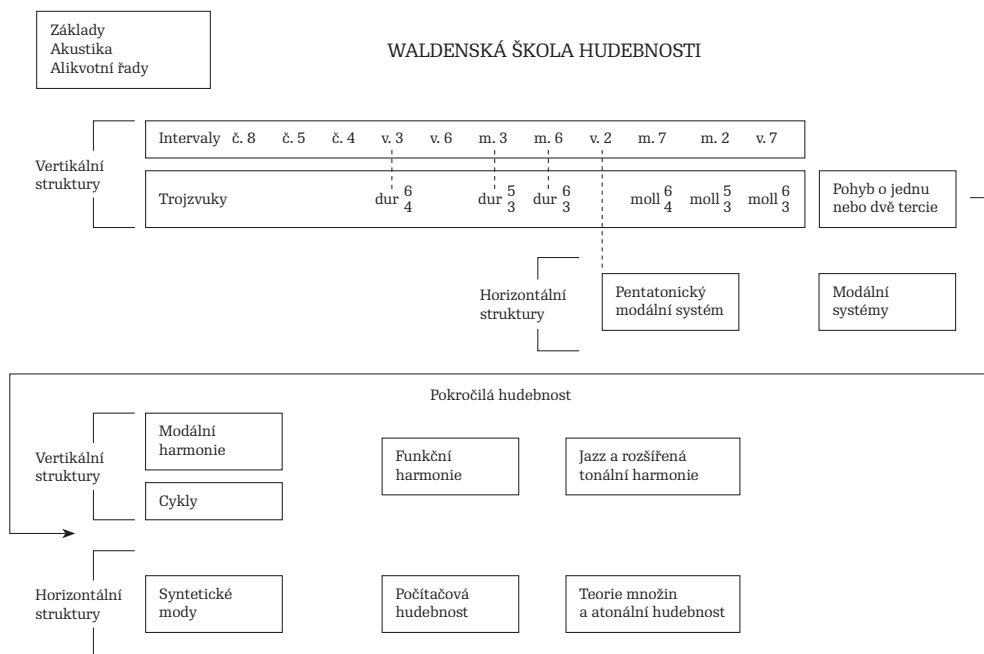 Základy
Akustika
Alikvotní řady
WALDENSKÁ ŠKOLA HUDEBNOSTI
Vertikální
struktury
Intervaly č. 8 č. 5 č. 4 v. 3 v. 6 m. 3 m. 6 v. 2 m. 7 m. 2 v. 7
Trojzvuky dur 6 4 dur 5 3 dur 6 3 moll 6 4 moll 5 3 moll 6 3
Pohyb o jednu
nebo dvě tercie
Horizontální
struktury
Pentatonický
modální systém
Modální
systémy
Pokročilá hudebnost
Vertikální
struktury
Modální
harmonie
Cykly
Funkční
harmonie
Jazz a rozšířená
tonální harmonie
Horizontální
struktury
Syntetické
mody
Počítačová
hudebnost
Teorie množin
a atonální hudebnost